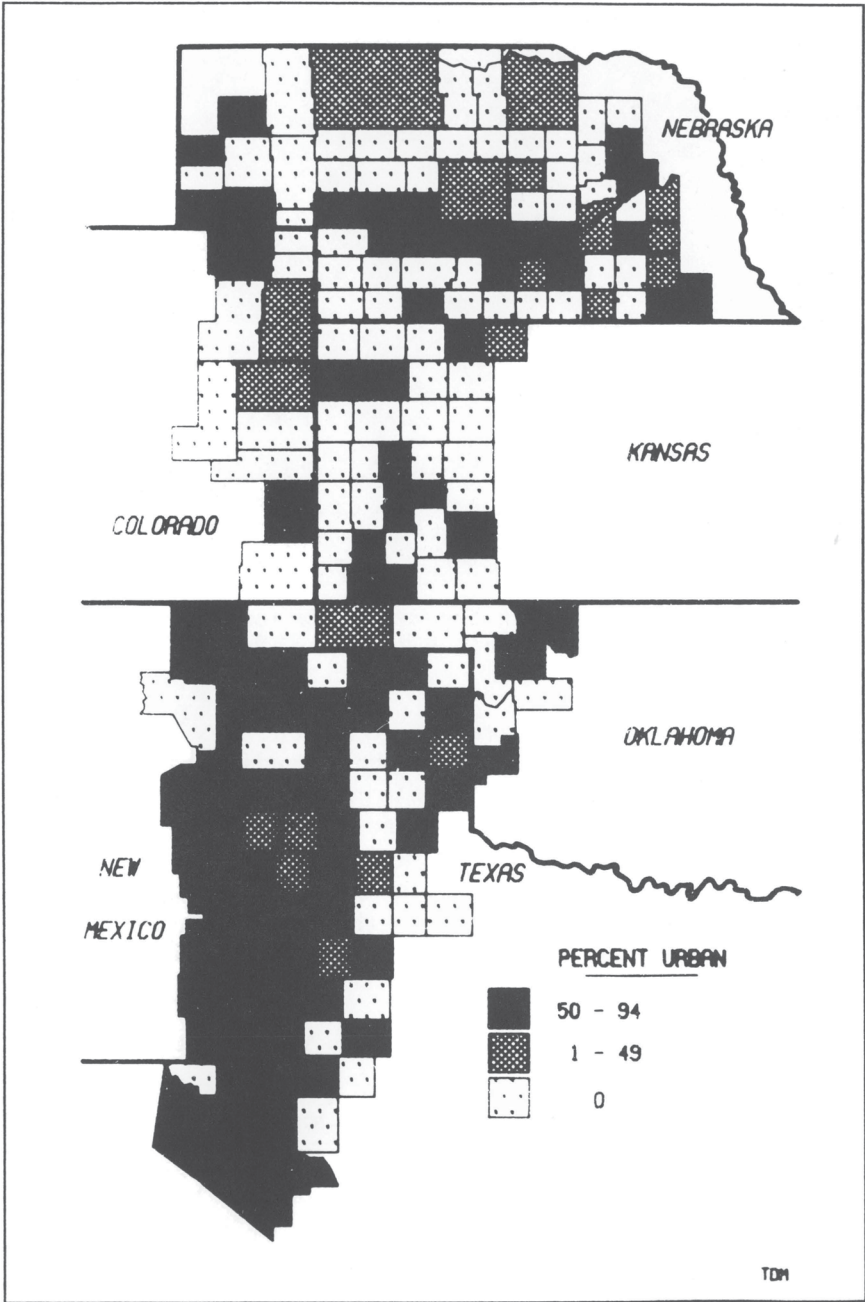 NEBRASKA
KANSAS
COLORADO
OKLAHOMA
NEW
MEXICO
TEXAS
PERCENT URBAN
50 - 94
1 - 49
0
TDM